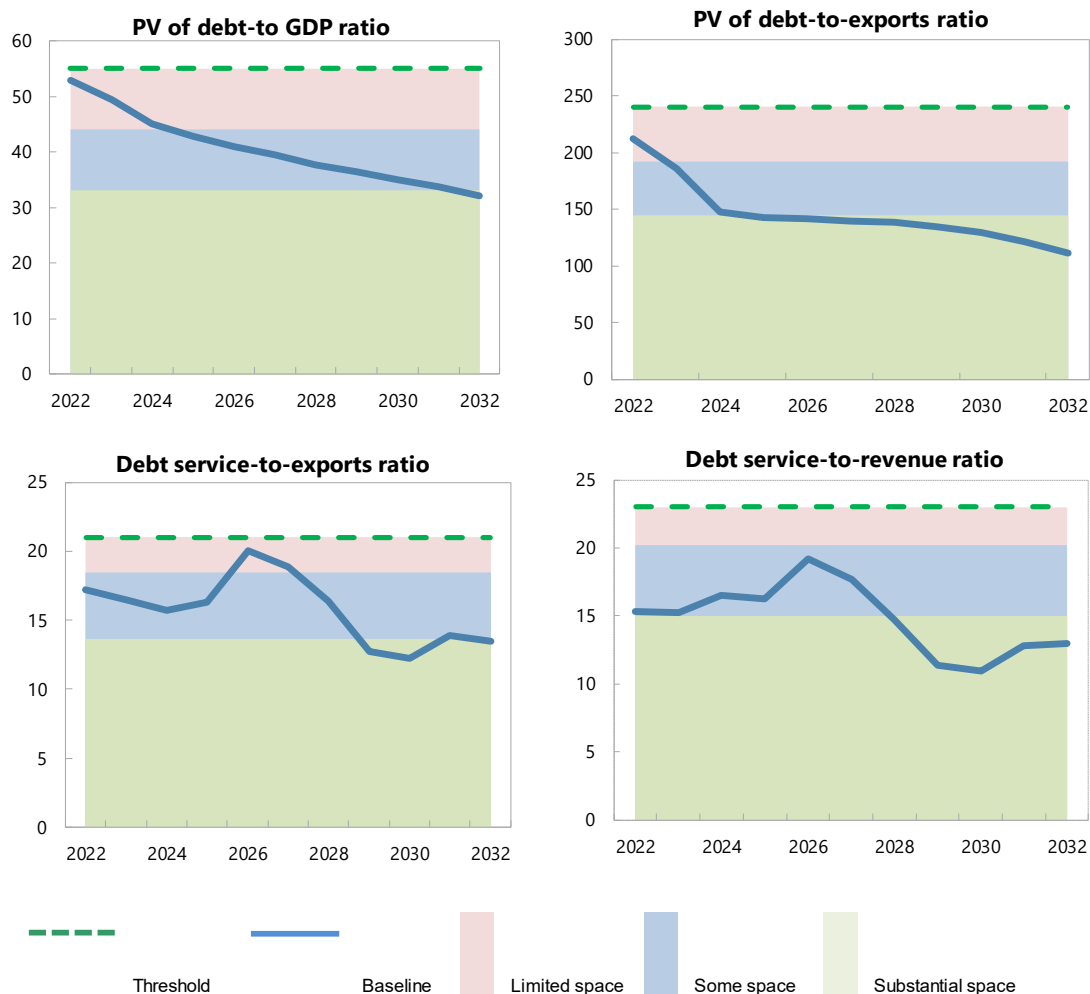 PV of debt-to GDP ratio
60
50
40
30
20
10
0
2022 2024 2026 2028 2030 2032
PV of debt-to-exports ratio
300
250
200
150
100
50
0
2022 2024 2026 2028 2030 2032
Debt service-to-exports ratio
25
20
15
10
5
0
2022 2024 2026 2028 2030 2032
Debt service-to-revenue ratio
25
20
15
10
5
0
2022 2024 2026 2028 2030 2032
Threshold Baseline Limited space Some space Substantial space